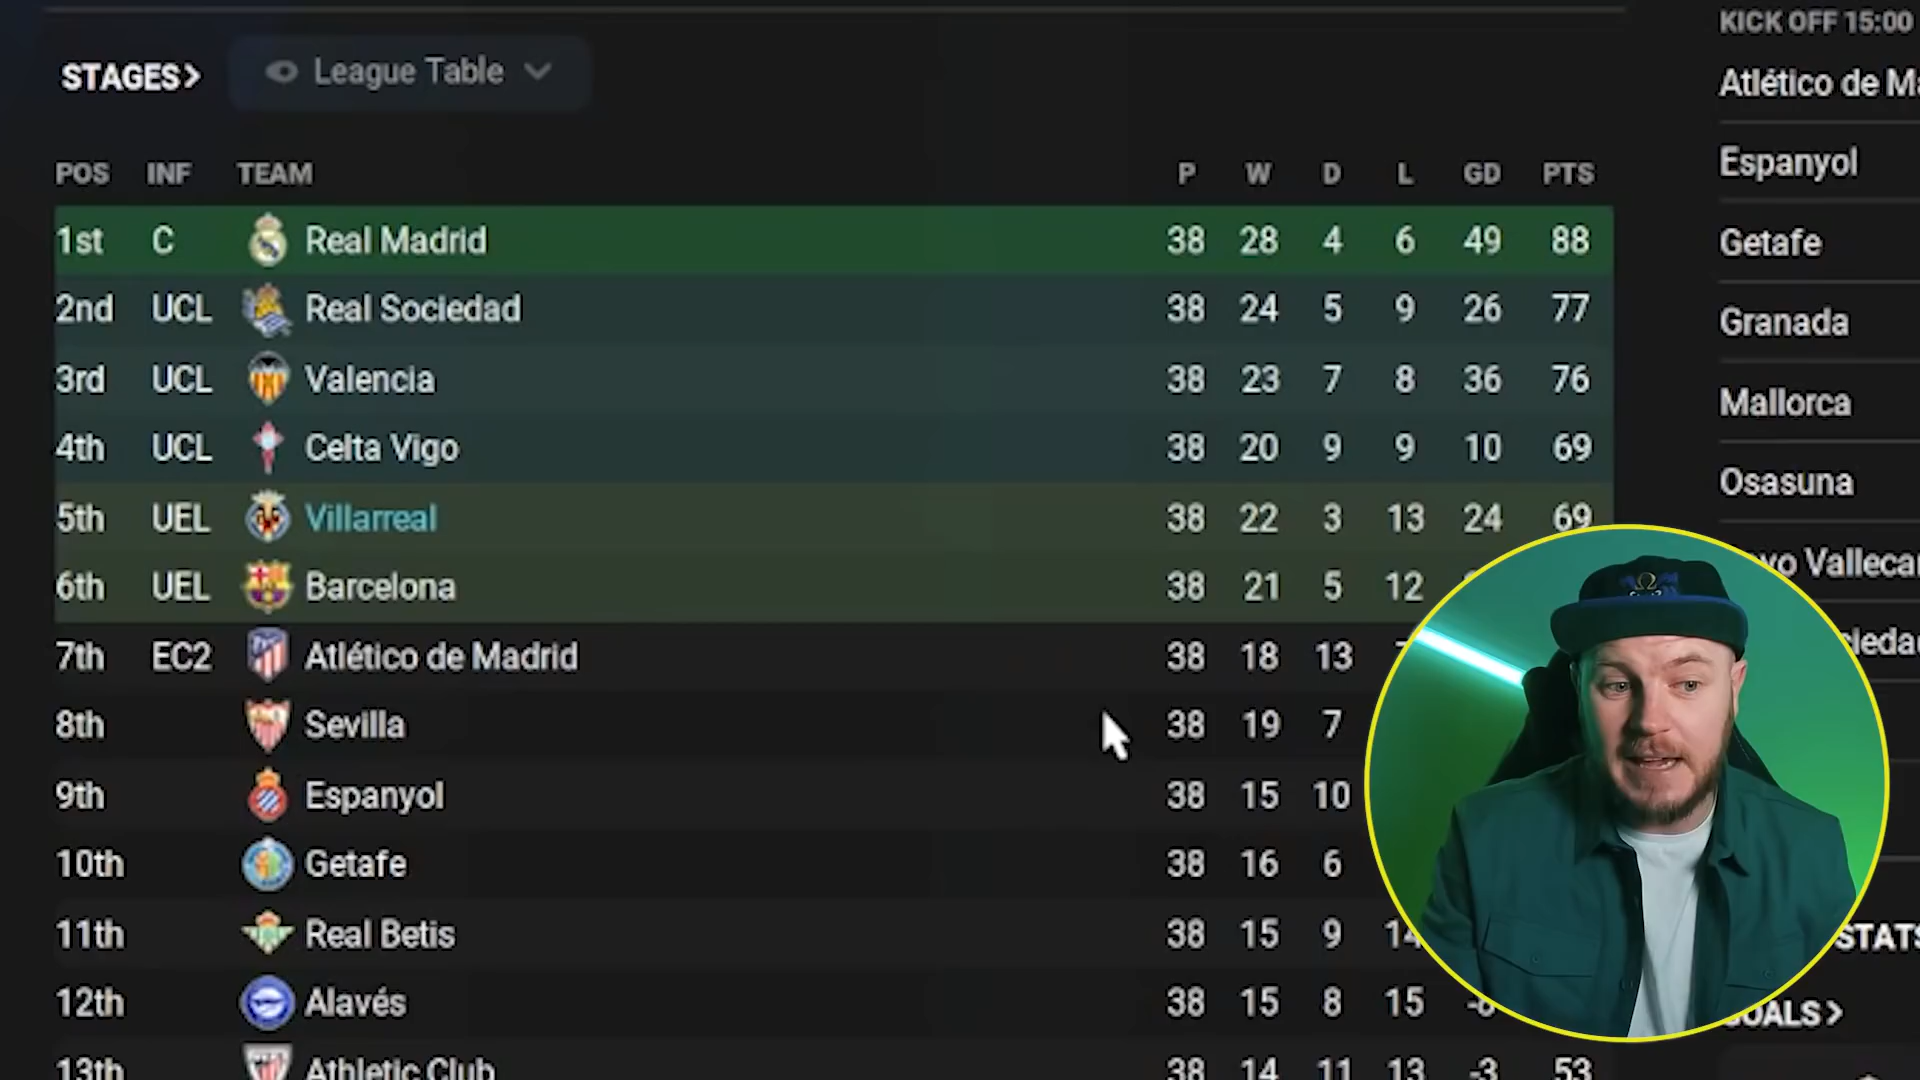 KICK OFF 15:00
STAGES> League Table
Atlético de Ma
POS INF TEAM P W D L GD PTS
Espanyol
1st C Real Madrid 38 28 4 6 49 88
Getafe
2nd UCL Real Sociedad 38 24 5 9 26 77
Granada
3rd UCL Valencia 38 23 7 8 36 76
Mallorca
4th UCL Celta Vigo 38 20 9 9 10 69
Osasuna
5th UEL Villarreal 38 22 3 13 24 69
yo Vallecan
6th UEL Barcelona 38 21 5 12
ciedad
7th EC2 Atlético de Madrid 38 18 13
8th Sevilla 38 19 7
9th Espanyol 38 15 10
10th Getafe 38 16 6
11th Real Betis 38 15 9 14
STATS
12th Alavés 38 15 8 15
GOALS>
13th Athletic Club 38 14 11 13 -3 53